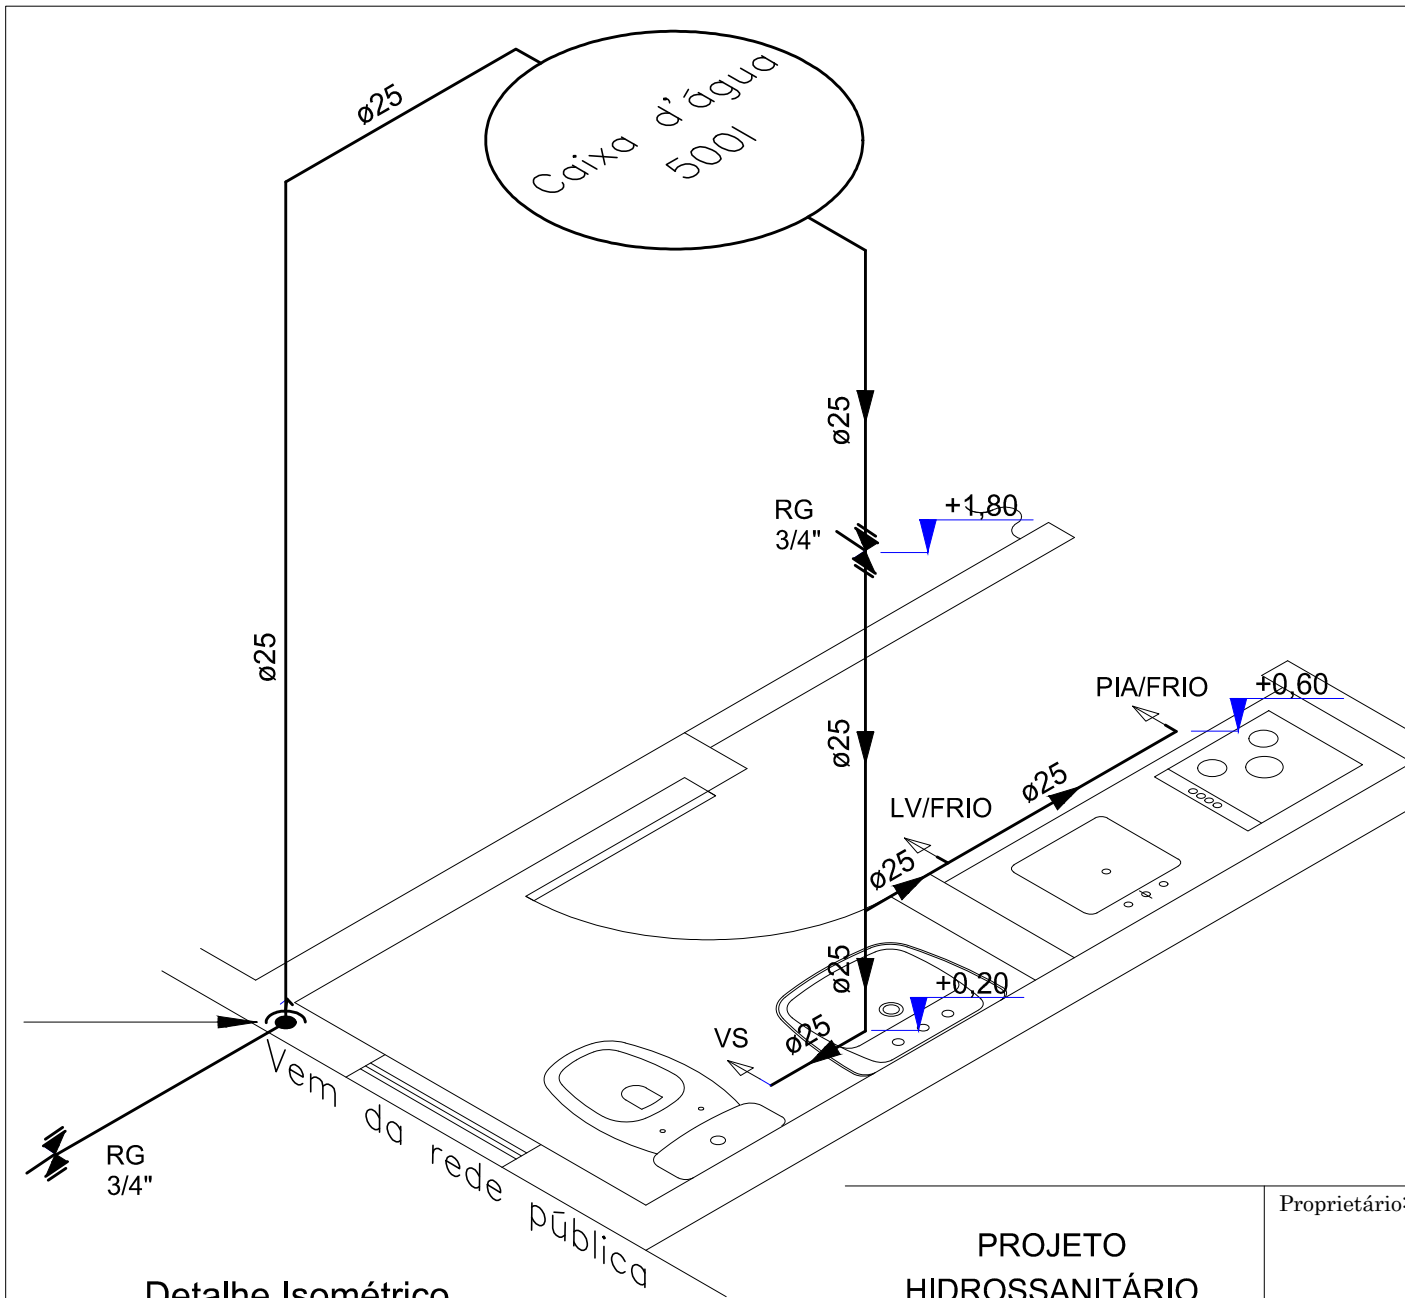 ø25
Caixa d'água
500l
ø25
RG
3/4"
+1,80
ø25
ø25
PIA/FRIO
+0,60
ø25
LV/FRIO
ø25
ø25
+0,20
VS
ø25
Vem da rede pública
RG
3/4"
Detalhe Isométrico
PROJETO
HIDROSSANITÁRIO
Proprietário: